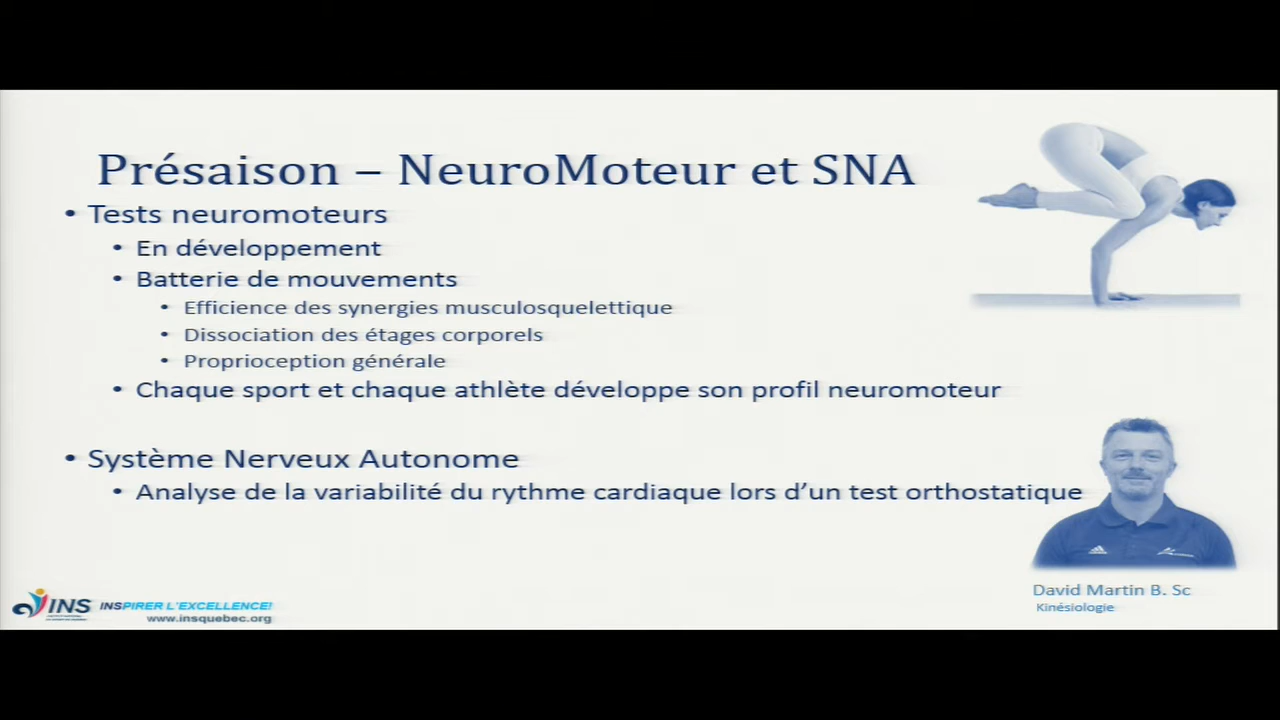 Présaison – NeuroMoteur et SNA
• Tests neuromoteurs
• En développement
• Batterie de mouvements
• Efficience des synergies musculosquelettique
• Dissociation des étages corporels
• Proprioception générale
• Chaque sport et chaque athlète développe son profil neuromoteur
• Système Nerveux Autonome
• Analyse de la variabilité du rythme cardiaque lors d'un test orthostatique
David Martin B. Sc
Kinésiologie
INS INSPIRER L'EXCELLENCE!
www.insquebec.org